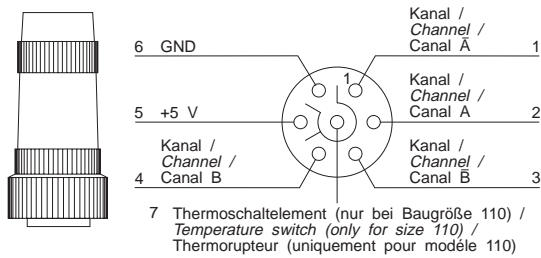 Kanal /
Channel /
Canal A̅ 1
6 GND
1
Kanal /
Channel /
Canal A 2
5 +5 V
Kanal /
Channel /
4 Canal B
Kanal /
Channel /
Canal B̅ 3
7 Thermoschaltelement (nur bei Baugröße 110) /
Temperature switch (only for size 110) /
Thermorupteur (uniquement pour modéle 110)